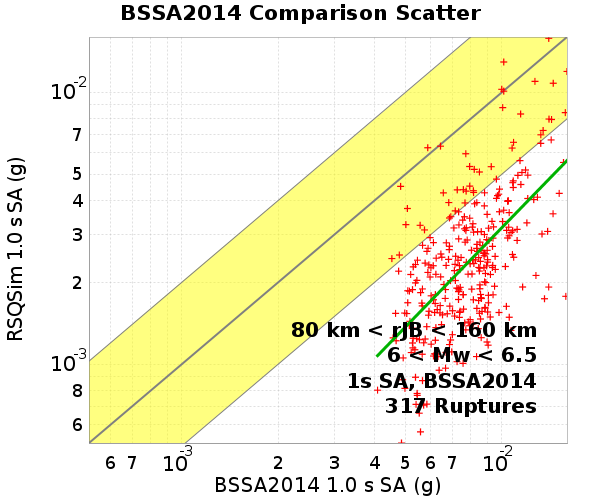 BSSA2014 Comparison Scatter
RSQSim 1.0 s SA (g)
10-2
7
5
4
3
2
10-3
8
6
80 km < rJB < 160 km
6 < Mw < 6.5
1s SA, BSSA2014
317 Ruptures
6 7 10-3 2 3 4 5 6 7 10-2
BSSA2014 1.0 s SA (g)